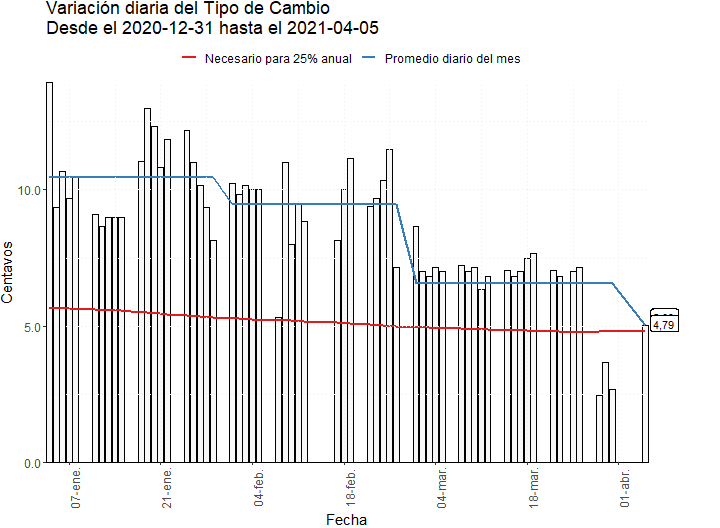 Variación diaria del Tipo de Cambio
Desde el 2020-12-31 hasta el 2021-04-05
Necesario para 25% anual
Promedio diario del mes
Centavos
10.0
5.0
0.0
4,79
07-ene.
21-ene.
04-feb.
18-feb.
04-mar.
18-mar.
01-abr.
Fecha